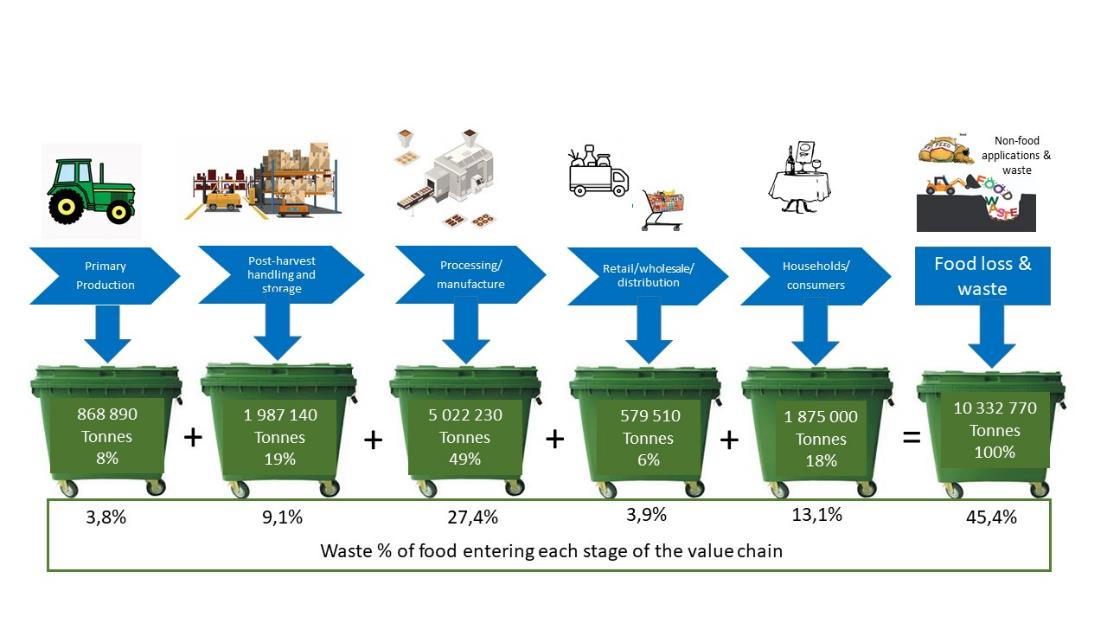 Non-food
applications &
waste
FOOD
WASTE
Primary
Production
Post-harvest
handling and
storage
Processing/
manufacture
Retail/wholesale/
distribution
Households/
consumers
Food loss &
waste
868 890
Tonnes
8%
+
1 987 140
Tonnes
19%
+
5 022 230
Tonnes
49%
+
579 510
Tonnes
6%
+
1 875 000
Tonnes
18%
=
10 332 770
Tonnes
100%
3,8%
9,1%
27,4%
3,9%
13,1%
45,4%
Waste % of food entering each stage of the value chain